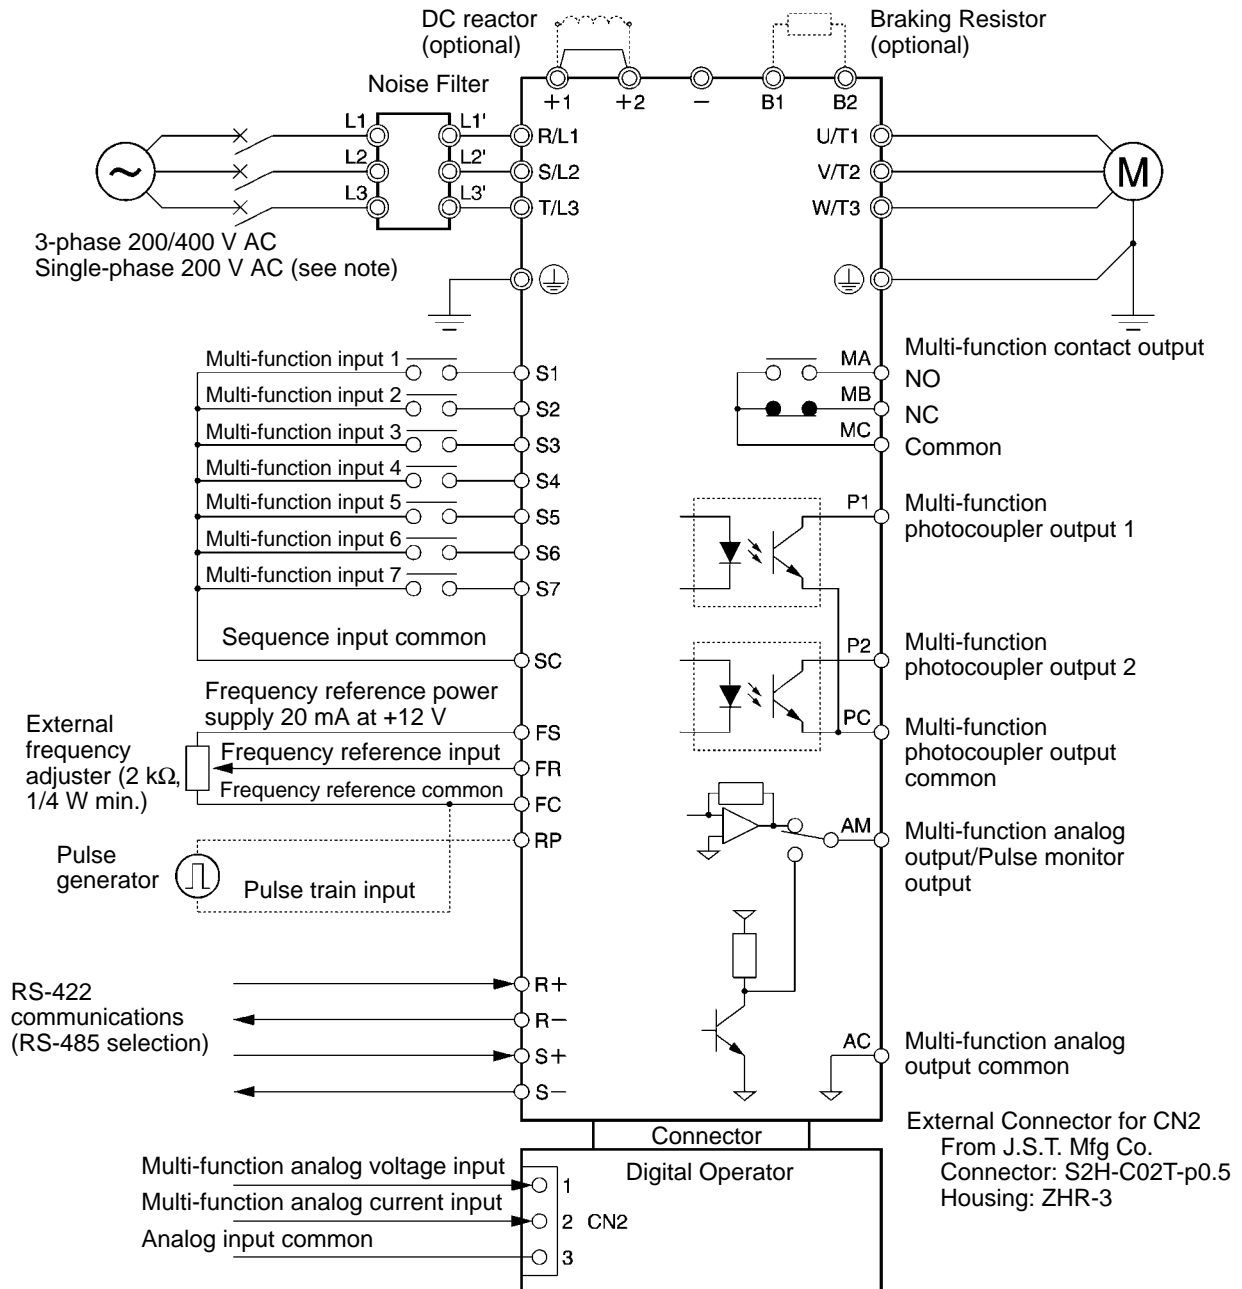 DC reactor
(optional)
Braking Resistor
(optional)
Noise Filter
+1 +2 − B1 B2
L1 L1' R/L1 U/T1
L2 L2' S/L2 V/T2 M
L3 L3' T/L3 W/T3
3-phase 200/400 V AC
Single-phase 200 V AC (see note)
Multi-function input 1 S1
Multi-function input 2 S2
Multi-function input 3 S3
Multi-function input 4 S4
Multi-function input 5 S5
Multi-function input 6 S6
Multi-function input 7 S7
Sequence input common SC
Frequency reference power
supply 20 mA at +12 V
FS
External
frequency
adjuster (2 kΩ,
1/4 W min.)
Frequency reference input FR
Frequency reference common FC
RP
Pulse
generator
Pulse train input
RS-422
communications
(RS-485 selection)
R+
R−
S+
S−
MA Multi-function contact output
NO
MB NC
MC Common
P1 Multi-function
photocoupler output 1
P2 Multi-function
photocoupler output 2
PC Multi-function
photocoupler output
common
AM Multi-function analog
output/Pulse monitor
output
AC Multi-function analog
output common
Connector
Digital Operator
Multi-function analog voltage input 1
Multi-function analog current input 2 CN2
Analog input common 3
External Connector for CN2
From J.S.T. Mfg Co.
Connector: S2H-C02T-p0.5
Housing: ZHR-3